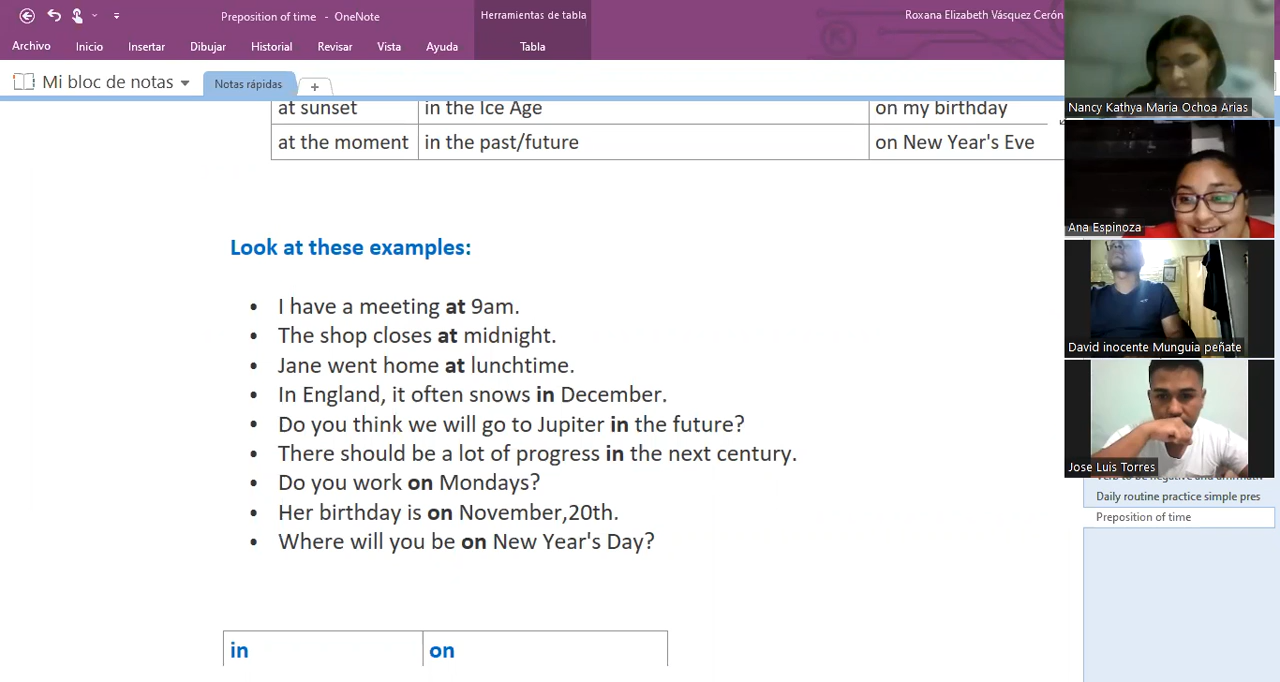 Preposition of time - OneNote
Herramientas de tabla
Roxana Elizabeth Vásquez Cerón
Archivo Inicio Insertar Dibujar Historial Revisar Vista Ayuda Tabla
Mi bloc de notas
Notas rápidas
+
at sunset in the Ice Age on my birthday
at the moment in the past/future on New Year's Eve
Look at these examples:
• I have a meeting at 9am.
• The shop closes at midnight.
• Jane went home at lunchtime.
• In England, it often snows in December.
• Do you think we will go to Jupiter in the future?
• There should be a lot of progress in the next century.
• Do you work on Mondays?
• Her birthday is on November,20th.
• Where will you be on New Year's Day?
in on
Nancy Kathya Maria Ochoa Arias
Ana Espinoza
David inocente Munguia peñate
Jose Luis Torres
Verb to be negative and
Daily routine practice simple pres
Preposition of time